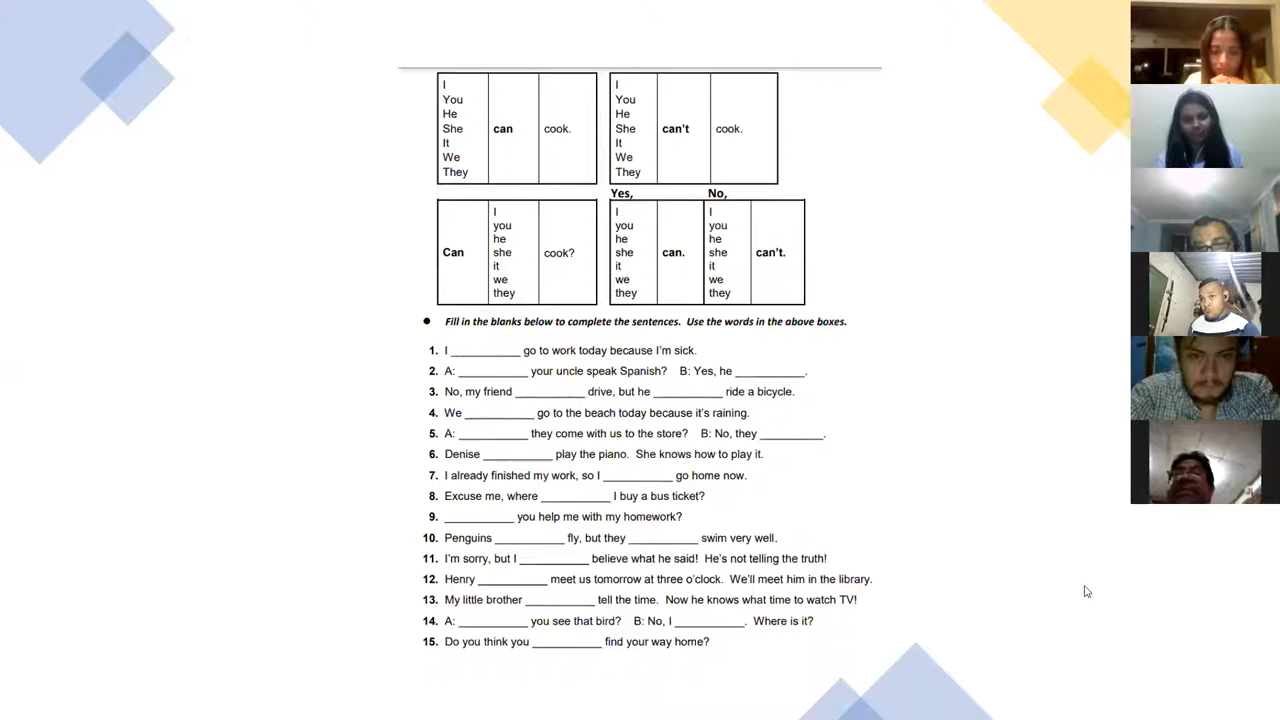 I
You
He
She
It
We
They
can
cook.
I
You
He
She
It
We
They
can't
cook.
Can
I
you
he
she
it
we
they
cook?
Yes,
I
you
he
she
it
we
they
can.
No,
I
you
he
she
it
we
they
can't.
● Fill in the blanks below to complete the sentences. Use the words in the above boxes.
1. I ___________ go to work today because I'm sick.
2. A: ___________ your uncle speak Spanish? B: Yes, he ___________.
3. No, my friend ___________ drive, but he ___________ ride a bicycle.
4. We ___________ go to the beach today because it's raining.
5. A: ___________ they come with us to the store? B: No, they __________.
6. Denise ___________ play the piano. She knows how to play it.
7. I already finished my work, so I ___________ go home now.
8. Excuse me, where ___________ I buy a bus ticket?
9. ___________ you help me with my homework?
10. Penguins ___________ fly, but they ___________ swim very well.
11. I'm sorry, but I ___________ believe what he said! He's not telling the truth!
12. Henry ___________ meet us tomorrow at three o'clock. We'll meet him in the library.
13. My little brother ___________ tell the time. Now he knows what time to watch TV!
14. A: ___________ you see that bird? B: No, I ___________. Where is it?
15. Do you think you ___________ find your way home?